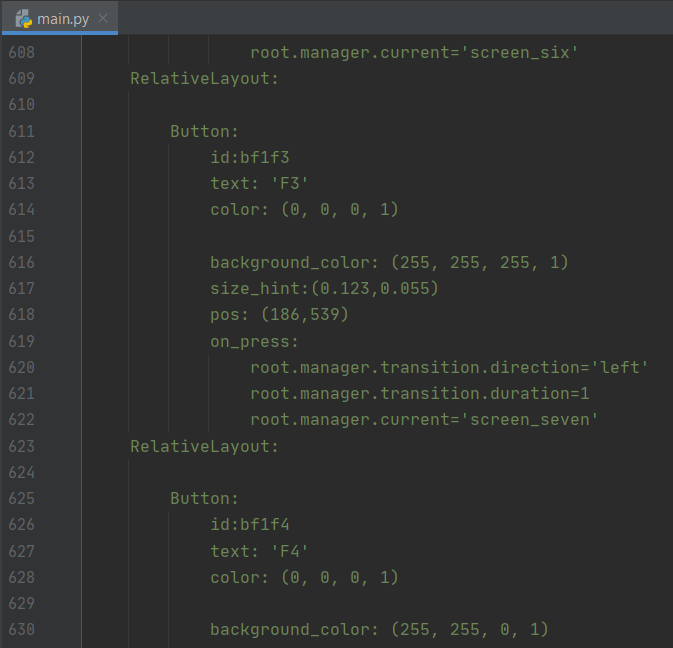 main.py
608 root.manager.current='screen_six'
609 RelativeLayout:
610
611 Button:
612 id:bf1f3
613 text: 'F3'
614 color: (0, 0, 0, 1)
615
616 background_color: (255, 255, 255, 1)
617 size_hint:(0.123,0.055)
618 pos: (186,539)
619 on_press:
620 root.manager.transition.direction='left'
621 root.manager.transition.duration=1
622 root.manager.current='screen_seven'
623 RelativeLayout:
624
625 Button:
626 id:bf1f4
627 text: 'F4'
628 color: (0, 0, 0, 1)
629
630 background_color: (255, 255, 0, 1)